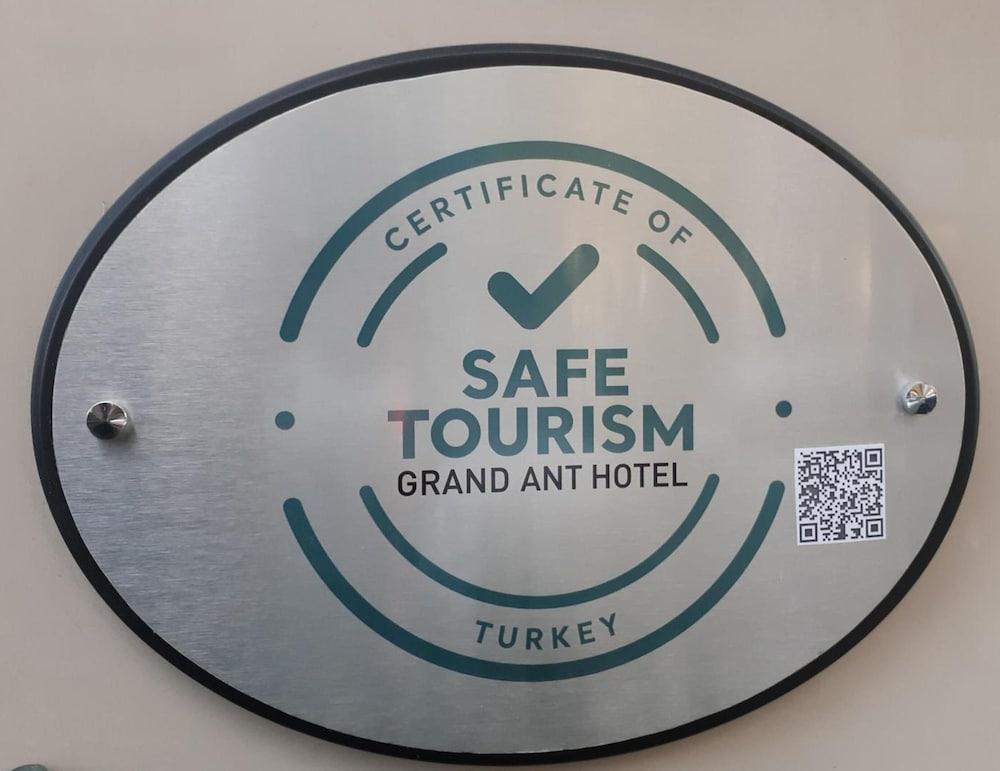 CERTIFICATE OF
SAFE
TOURISM
GRAND ANT HOTEL
TURKEY